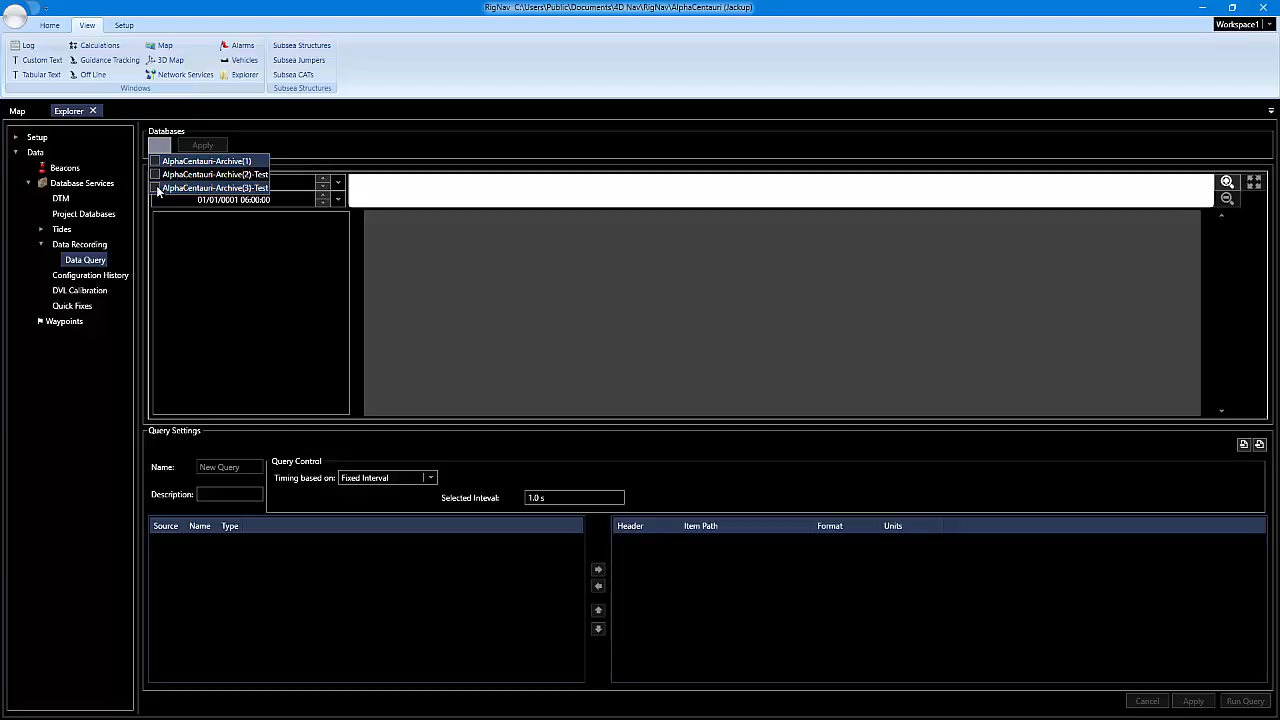 RigNav C:\Users\Public\Documents\4D Nav\RigNav\AlphaCentauri (Jackup)
Home View Setup
Workspace1
Log Calculations Map Alarms Subsea Structures
Custom Text Guidance Tracking 3D Map Vehicles Subsea Jumpers
Tabular Text Off Line Network Services Explorer Subsea CATs
Windows Subsea Structures
Map Explorer
Setup
Data
Beacons
Database Services
DTM
Project Databases
Tides
Data Recording
Data Query
Configuration History
DVL Calibration
Quick Fixes
Waypoints
Databases
Apply
AlphaCentauri-Archive(1)
AlphaCentauri-Archive(2)-Test
AlphaCentauri-Archive(3)-Test
01/01/0001 06:00:00
Query Settings
Name: New Query
Description:
Query Control
Timing based on: Fixed Interval
Selected Inteval: 1.0 s
Source Name Type
Header Item Path Format Units
Cancel Apply Run Query